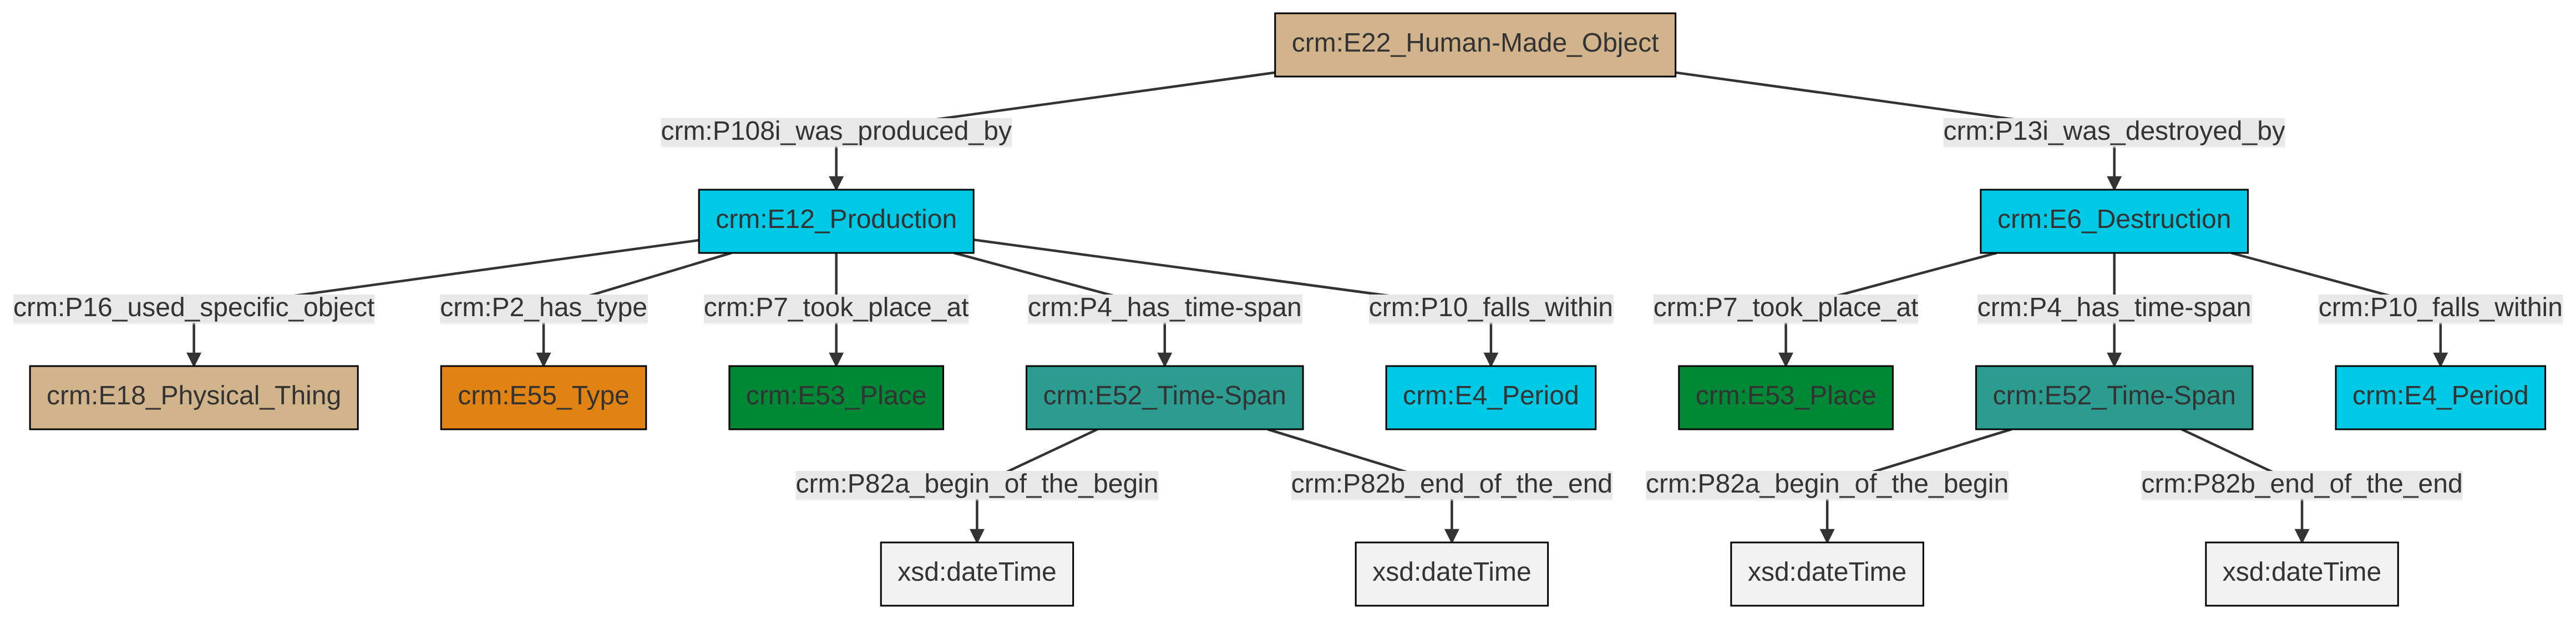 crm:E22_Human-Made_Object
crm:P108i_was_produced_by
crm:P13i_was_destroyed_by
crm:E12_Production
crm:E6_Destruction
crm:P16_used_specific_object
crm:P2_has_type
crm:P7_took_place_at
crm:P4_has_time-span
crm:P10_falls_within
crm:P7_took_place_at
crm:P4_has_time-span
crm:P10_falls_within
crm:E18_Physical_Thing
crm:E55_Type
crm:E53_Place
crm:E52_Time-Span
crm:E4_Period
crm:E53_Place
crm:E52_Time-Span
crm:E4_Period
crm:P82a_begin_of_the_begin
crm:P82b_end_of_the_end
crm:P82a_begin_of_the_begin
crm:P82b_end_of_the_end
xsd:dateTime
xsd:dateTime
xsd:dateTime
xsd:dateTime